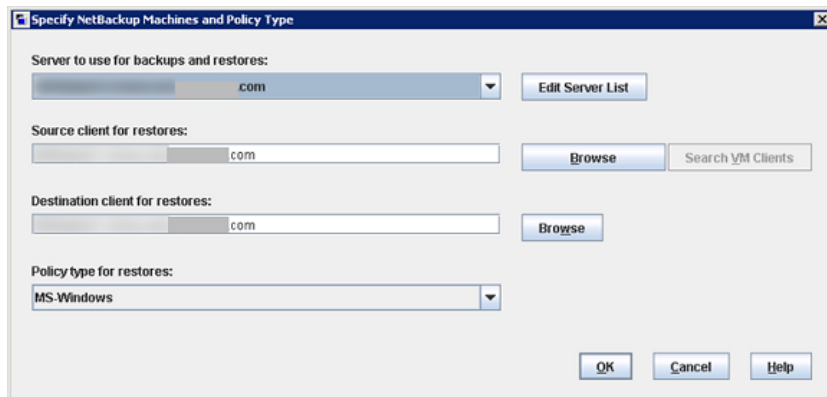 Specify NetBackup Machines and Policy Type
Server to use for backups and restores:
.com
Edit Server List
Source client for restores:
.com
Browse
Search VM Clients
Destination client for restores:
.com
Browse
Policy type for restores:
MS-Windows
OK
Cancel
Help